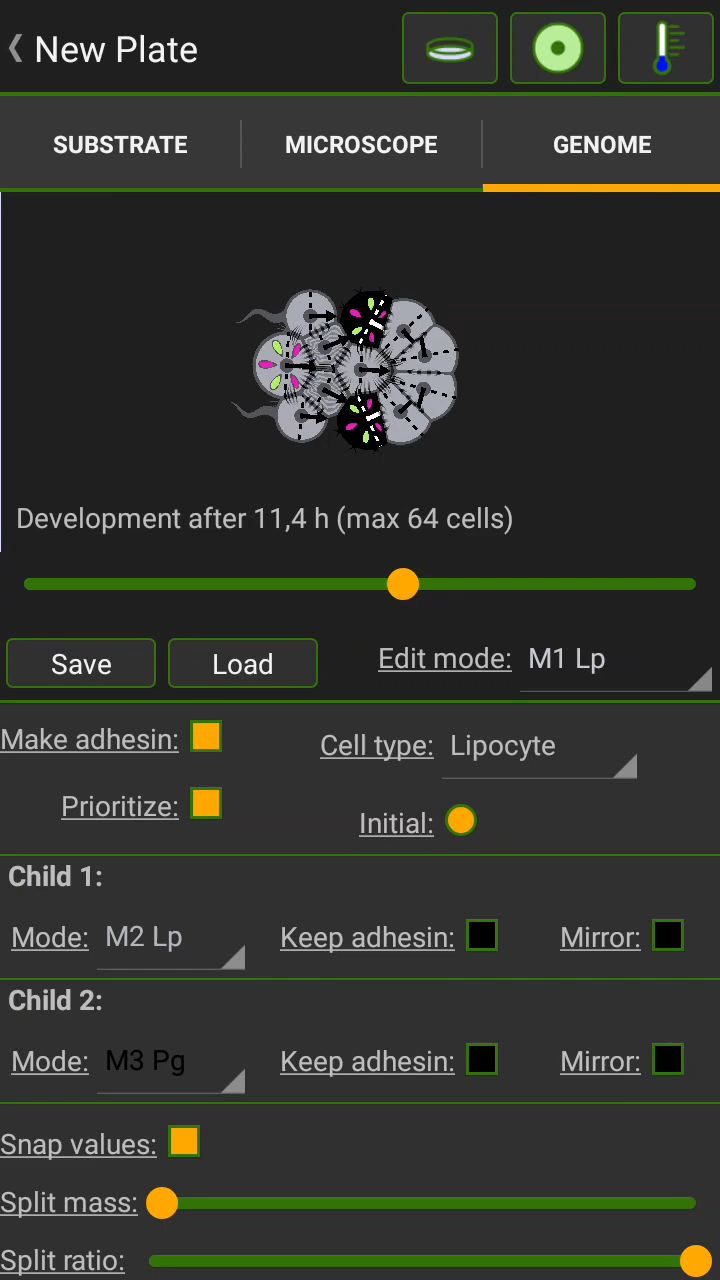 New Plate
SUBSTRATE MICROSCOPE GENOME
Development after 11,4 h (max 64 cells)
Save Load Edit mode: M1 Lp
Make adhesin: Cell type: Lipocyte
Prioritize: Initial:
Child 1:
Mode: M2 Lp Keep adhesin: Mirror:
Child 2:
Mode: M3 Pg Keep adhesin: Mirror:
Snap values:
Split mass:
Split ratio: